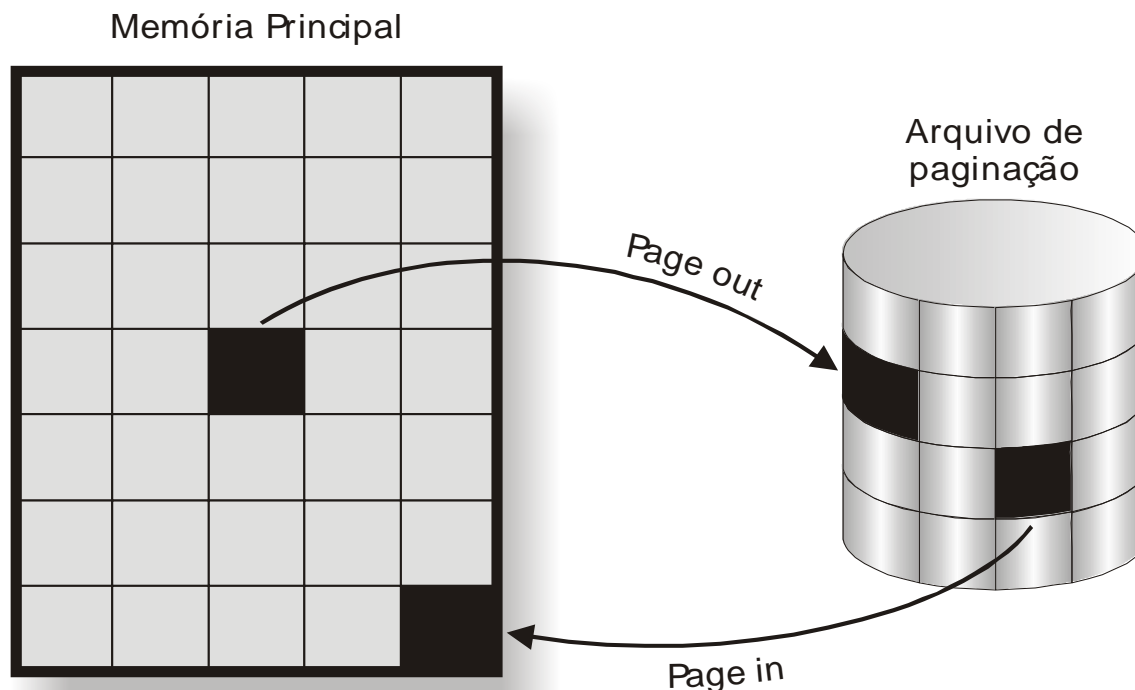 Memória Principal
Arquivo de
paginação
Page out
Page in